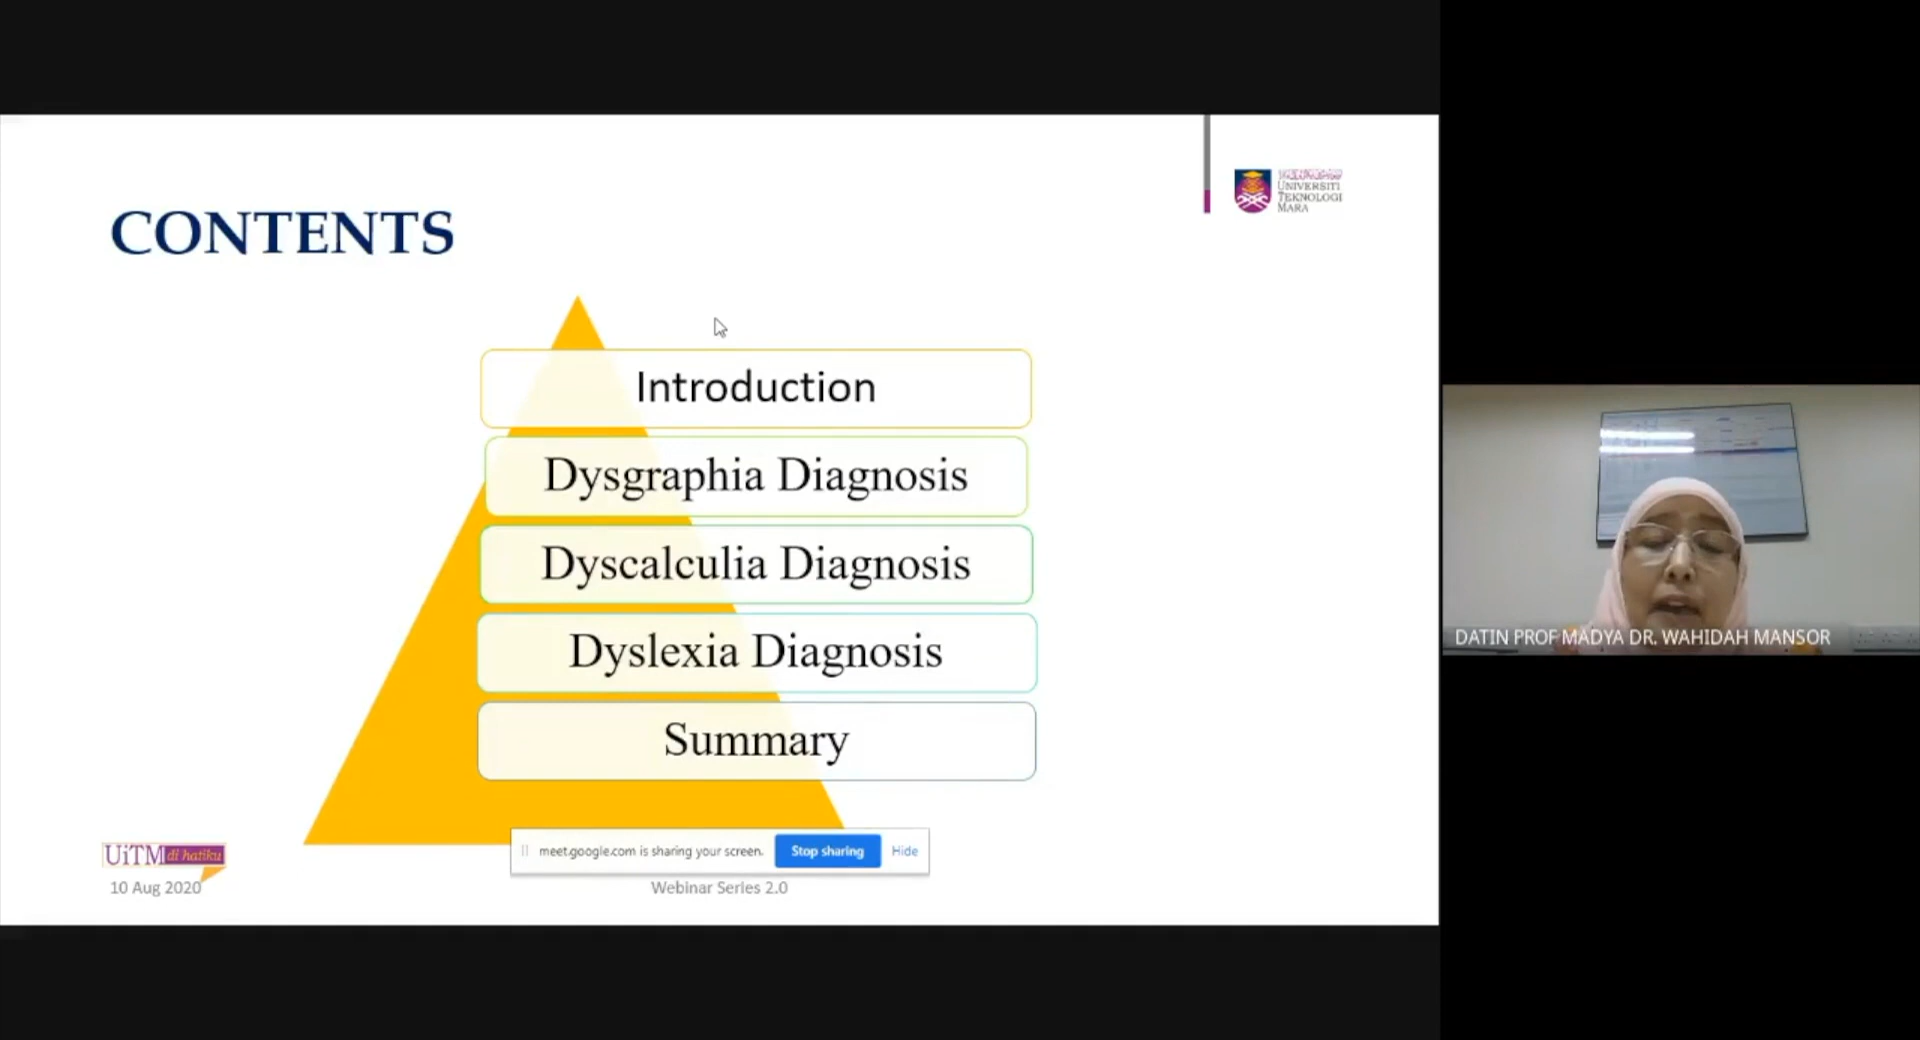 CONTENTS
UNIVERSITI
TEKNOLOGI
MARA
Introduction
Dysgraphia Diagnosis
Dyscalculia Diagnosis
Dyslexia Diagnosis
Summary
UiTM di hatiku
meet.google.com is sharing your screen. Stop sharing Hide
10 Aug 2020
Webinar Series 2.0
DATIN PROF MADYA DR. WAHIDAH MANSOR